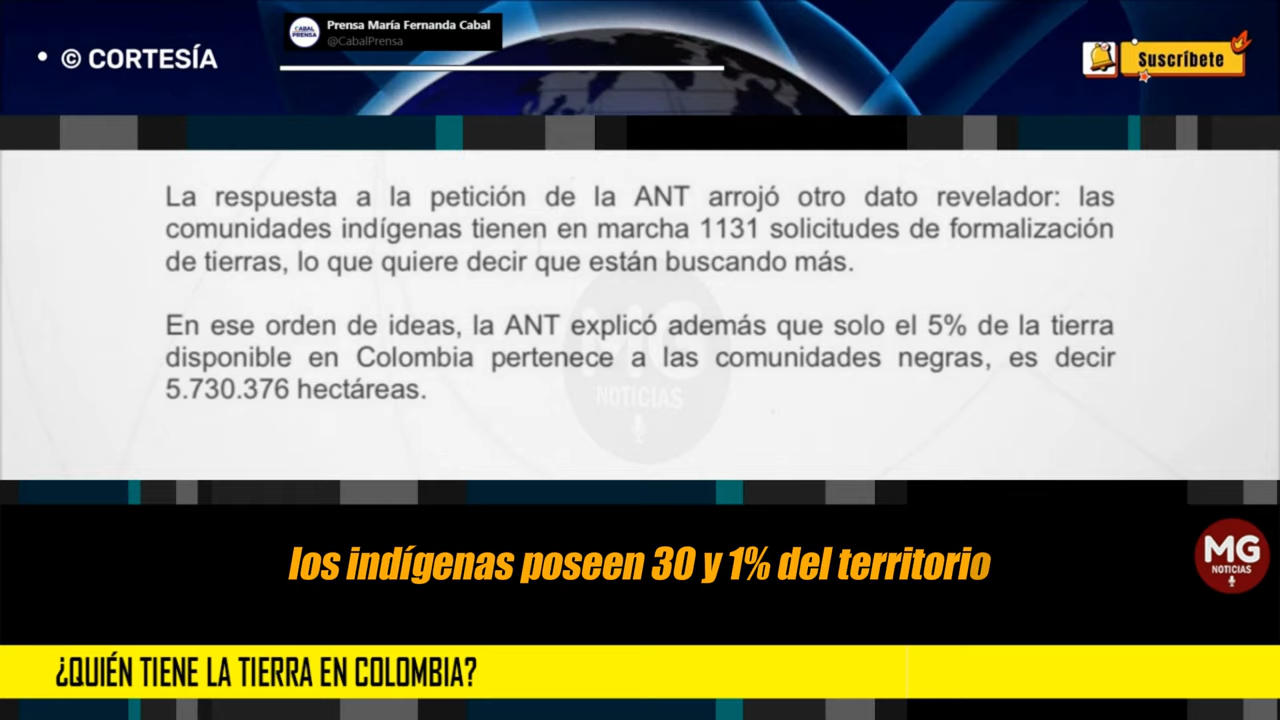 • © CORTESÍA
CABAL
PRENSA
Prensa María Fernanda Cabal
@CabalPrensa
Suscríbete
La respuesta a la petición de la ANT arrojó otro dato revelador: las
comunidades indígenas tienen en marcha 1131 solicitudes de formalización
de tierras, lo que quiere decir que están buscando más.
En ese orden de ideas, la ANT explicó además que solo el 5% de la tierra
disponible en Colombia pertenece a las comunidades negras, es decir
5.730.376 hectáreas.
MG
NOTICIAS
los indígenas poseen 30 y 1% del territorio
MG
NOTICIAS
¿QUIÉN TIENE LA TIERRA EN COLOMBIA?